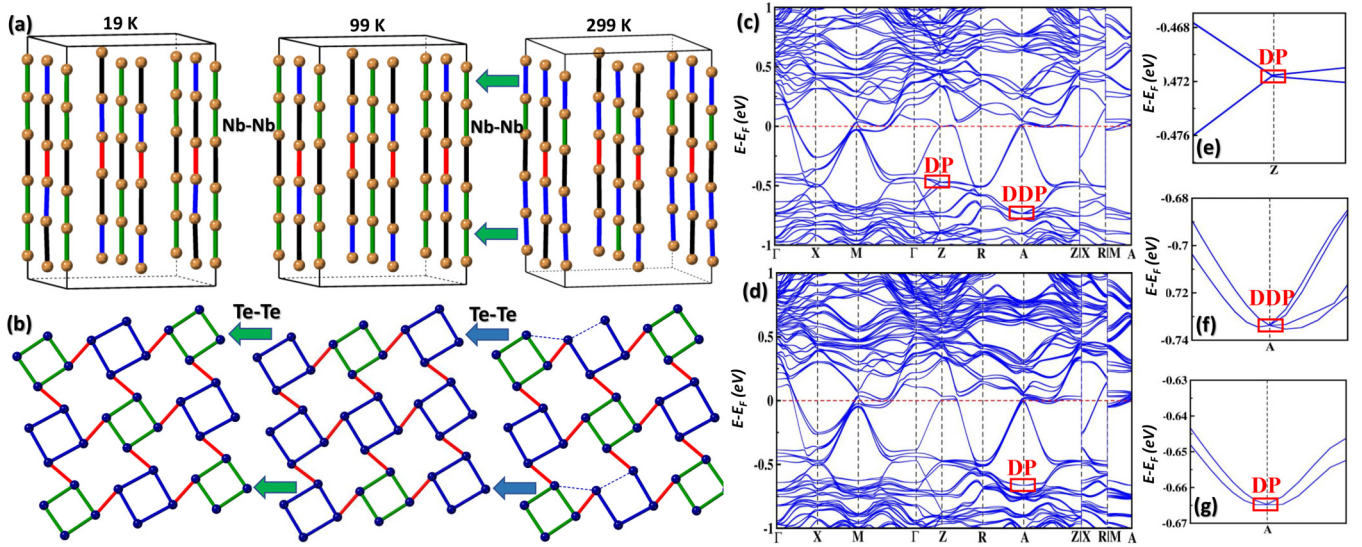 (a)
19 K
99 K
299 K
Nb-Nb
Nb-Nb
(b)
Te-Te
Te-Te
(c)
E-E_F (eV)
1
0.5
0
-0.5
-1
DP
DDP
Γ X M Γ Z R A Z|X R|M A
(d)
E-E_F (eV)
1
0.5
0
-0.5
-1
DP
Γ X M Γ Z R A Z|X R|M A
E-E_F (eV)
-0.468
-0.472
-0.476
DP
(e)
Z
E-E_F (eV)
-0.68
-0.7
-0.72
-0.74
DDP
(f)
A
E-E_F (eV)
-0.63
-0.64
-0.65
-0.66
-0.67
DP
(g)
A